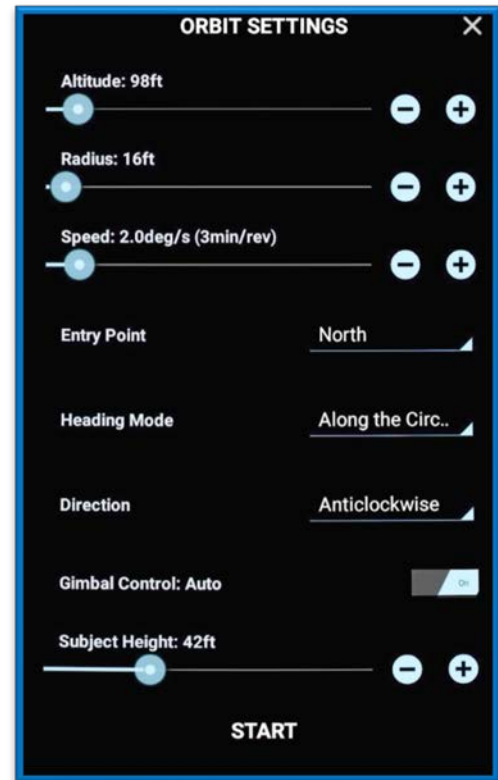 ORBIT SETTINGS
Altitude: 98ft
Radius: 16ft
Speed: 2.0deg/s (3min/rev)
Entry Point North
Heading Mode Along the Circ..
Direction Anticlockwise
Gimbal Control: Auto On
Subject Height: 42ft
START